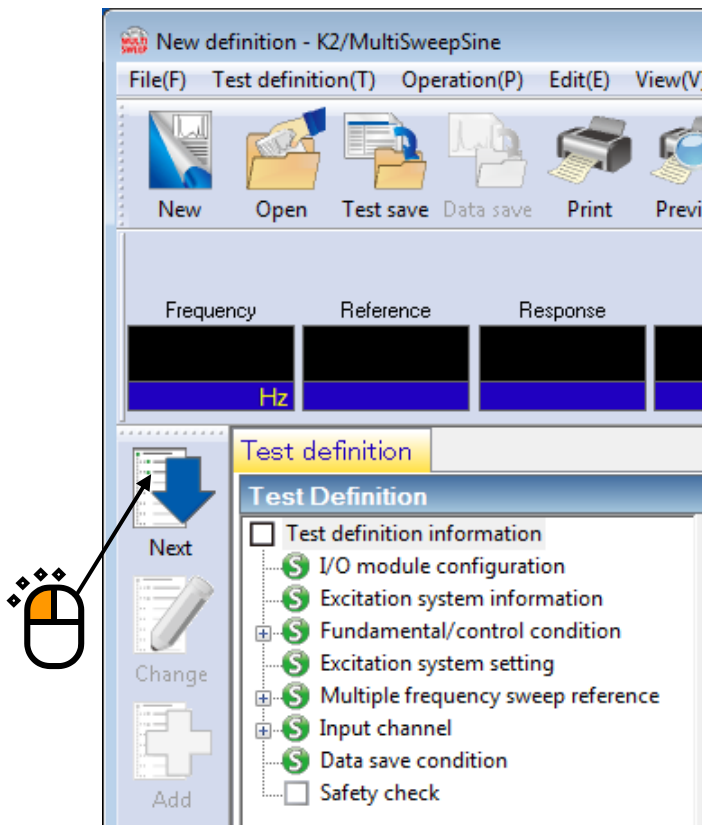 New definition - K2/MultiSweepSine
File(F) Test definition(T) Operation(P) Edit(E) View(V)
New Open Test save Data save Print Previ
Frequency Reference Response
Hz
Test definition
Test Definition
Next
Change
Add
Test definition information
I/O module configuration
Excitation system information
Fundamental/control condition
Excitation system setting
Multiple frequency sweep reference
Input channel
Data save condition
Safety check